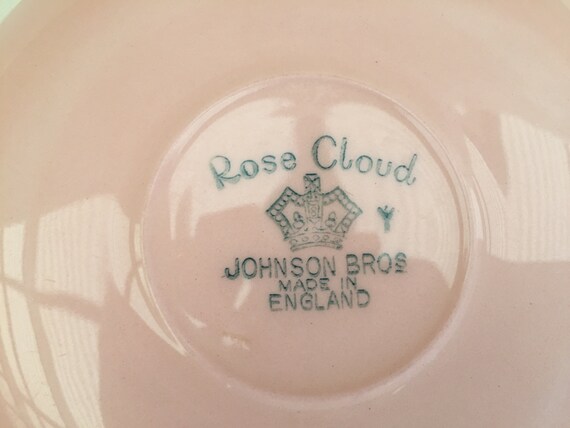 Rose Cloud
Y
JOHNSON BROS
MADE IN
ENGLAND